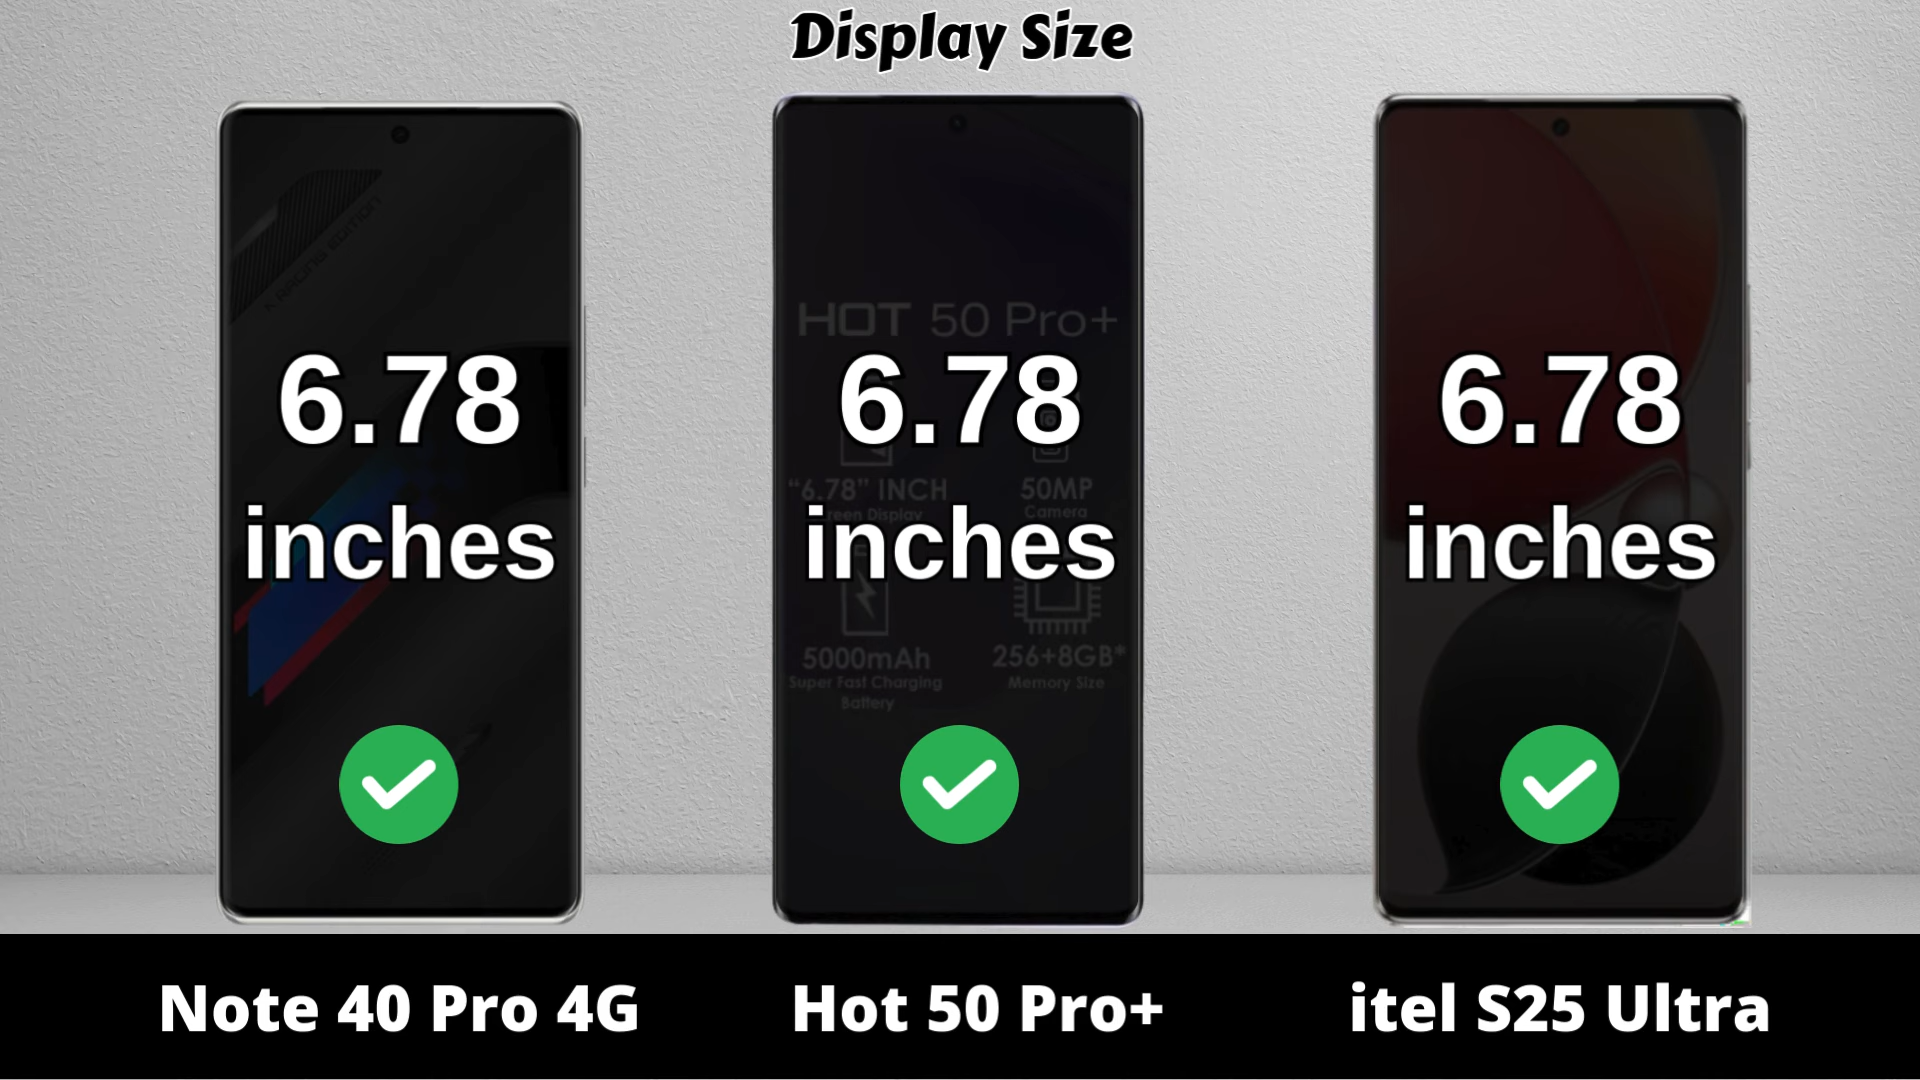 Display Size
RACING EDITION
HOT 50 Pro+
6.78
inches
6.78
inches
6.78
inches
"6.78" INCH
50MP
Camera
5000mAh
Super Fast Charging
Battery
256+8GB*
Memory Size
Note 40 Pro 4G
Hot 50 Pro+
itel S25 Ultra